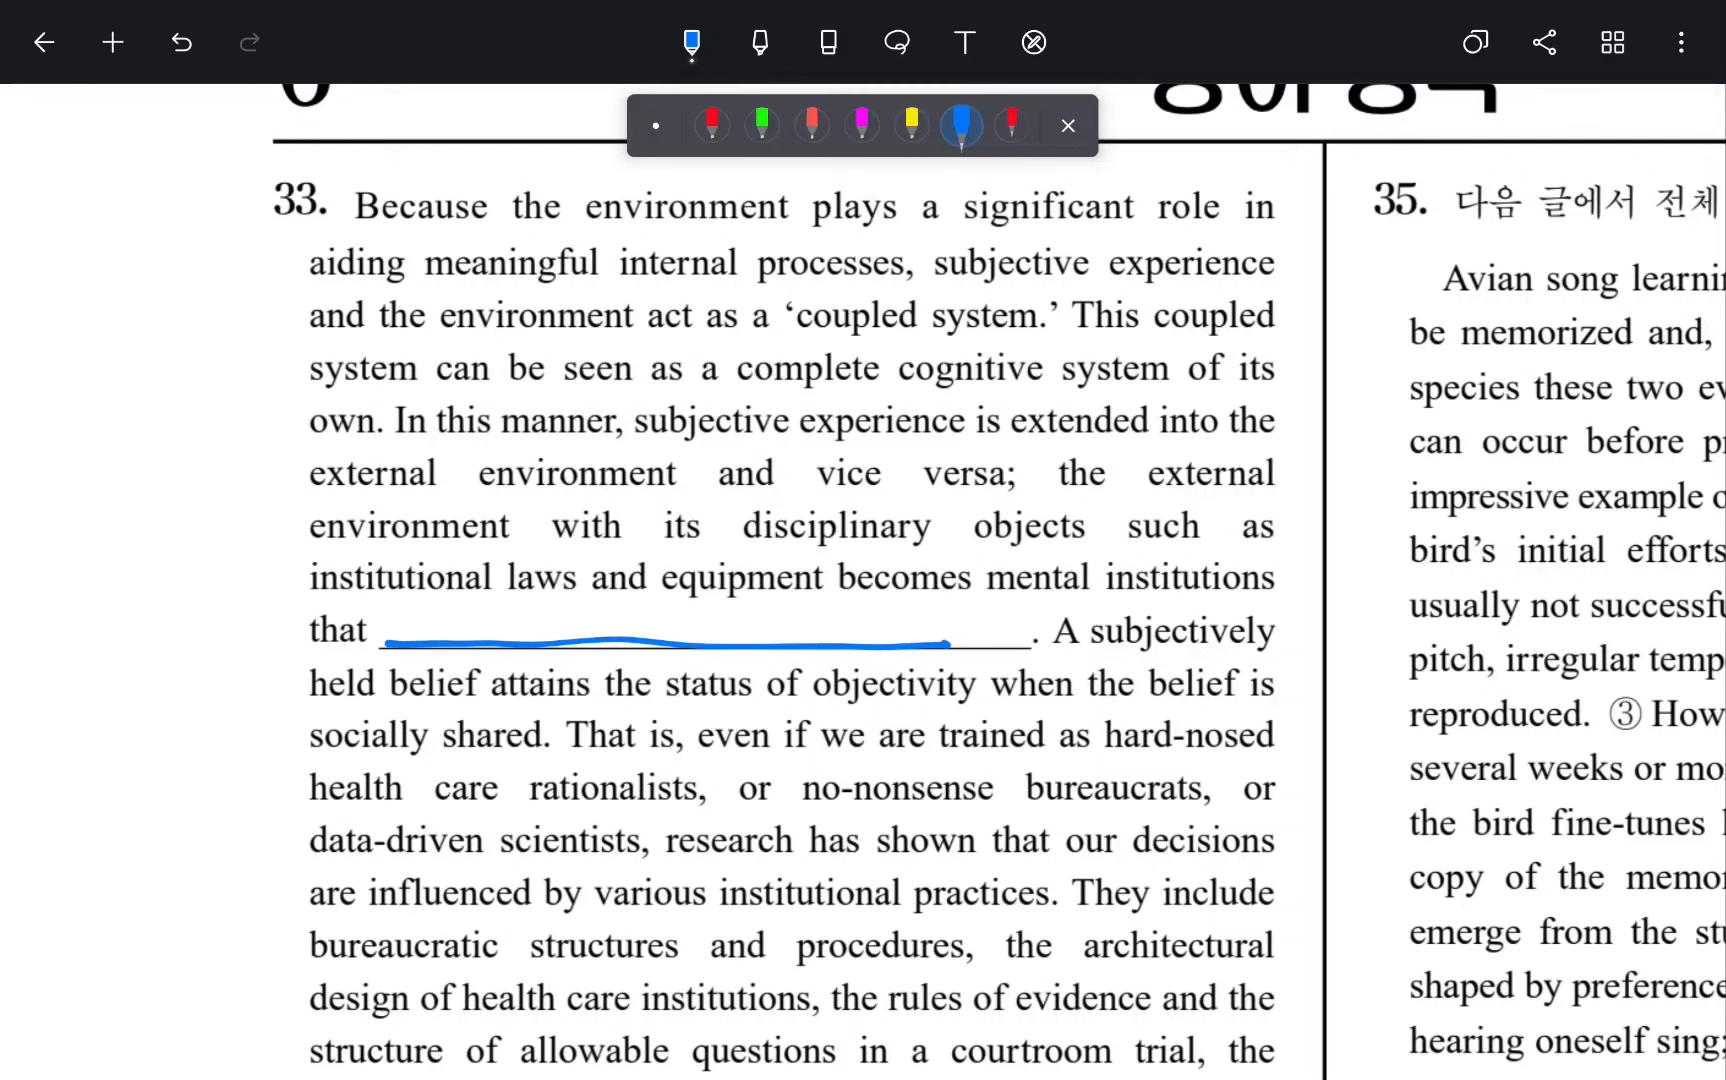 33. Because the environment plays a significant role in
aiding meaningful internal processes, subjective experience
and the environment act as a ‘coupled system.’ This coupled
system can be seen as a complete cognitive system of its
own. In this manner, subjective experience is extended into the
external environment and vice versa; the external
environment with its disciplinary objects such as
institutional laws and equipment becomes mental institutions
that ____________. A subjectively
held belief attains the status of objectivity when the belief is
socially shared. That is, even if we are trained as hard-nosed
health care rationalists, or no-nonsense bureaucrats, or
data-driven scientists, research has shown that our decisions
are influenced by various institutional practices. They include
bureaucratic structures and procedures, the architectural
design of health care institutions, the rules of evidence and the
structure of allowable questions in a courtroom trial, the
35. 다음 글에서 전체
Avian song
be memorized and,
species these two
can occur before
impressive example
bird’s initial efforts
usually not
pitch, irregular
reproduced. ③
several weeks or
the bird fine-tunes
copy of the
emerge from the
shaped by
hearing oneself sing;